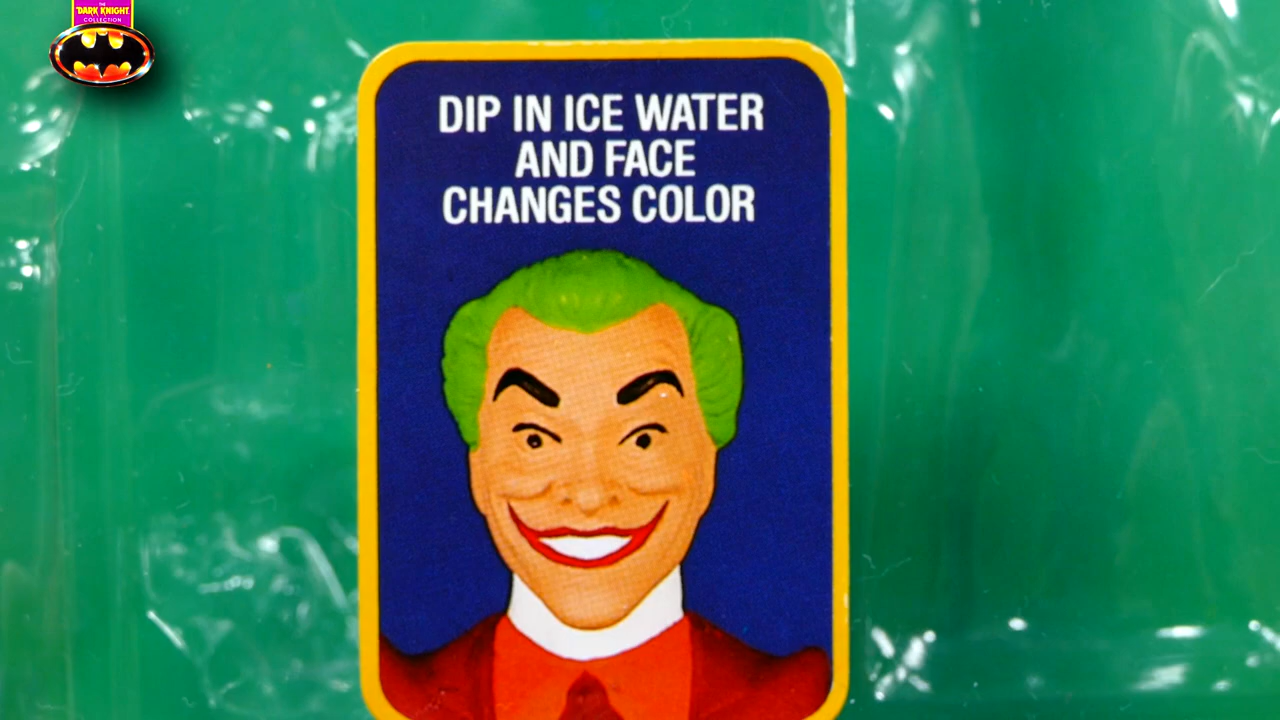 THE
DARK KNIGHT
COLLECTION
DIP IN ICE WATER
AND FACE
CHANGES COLOR